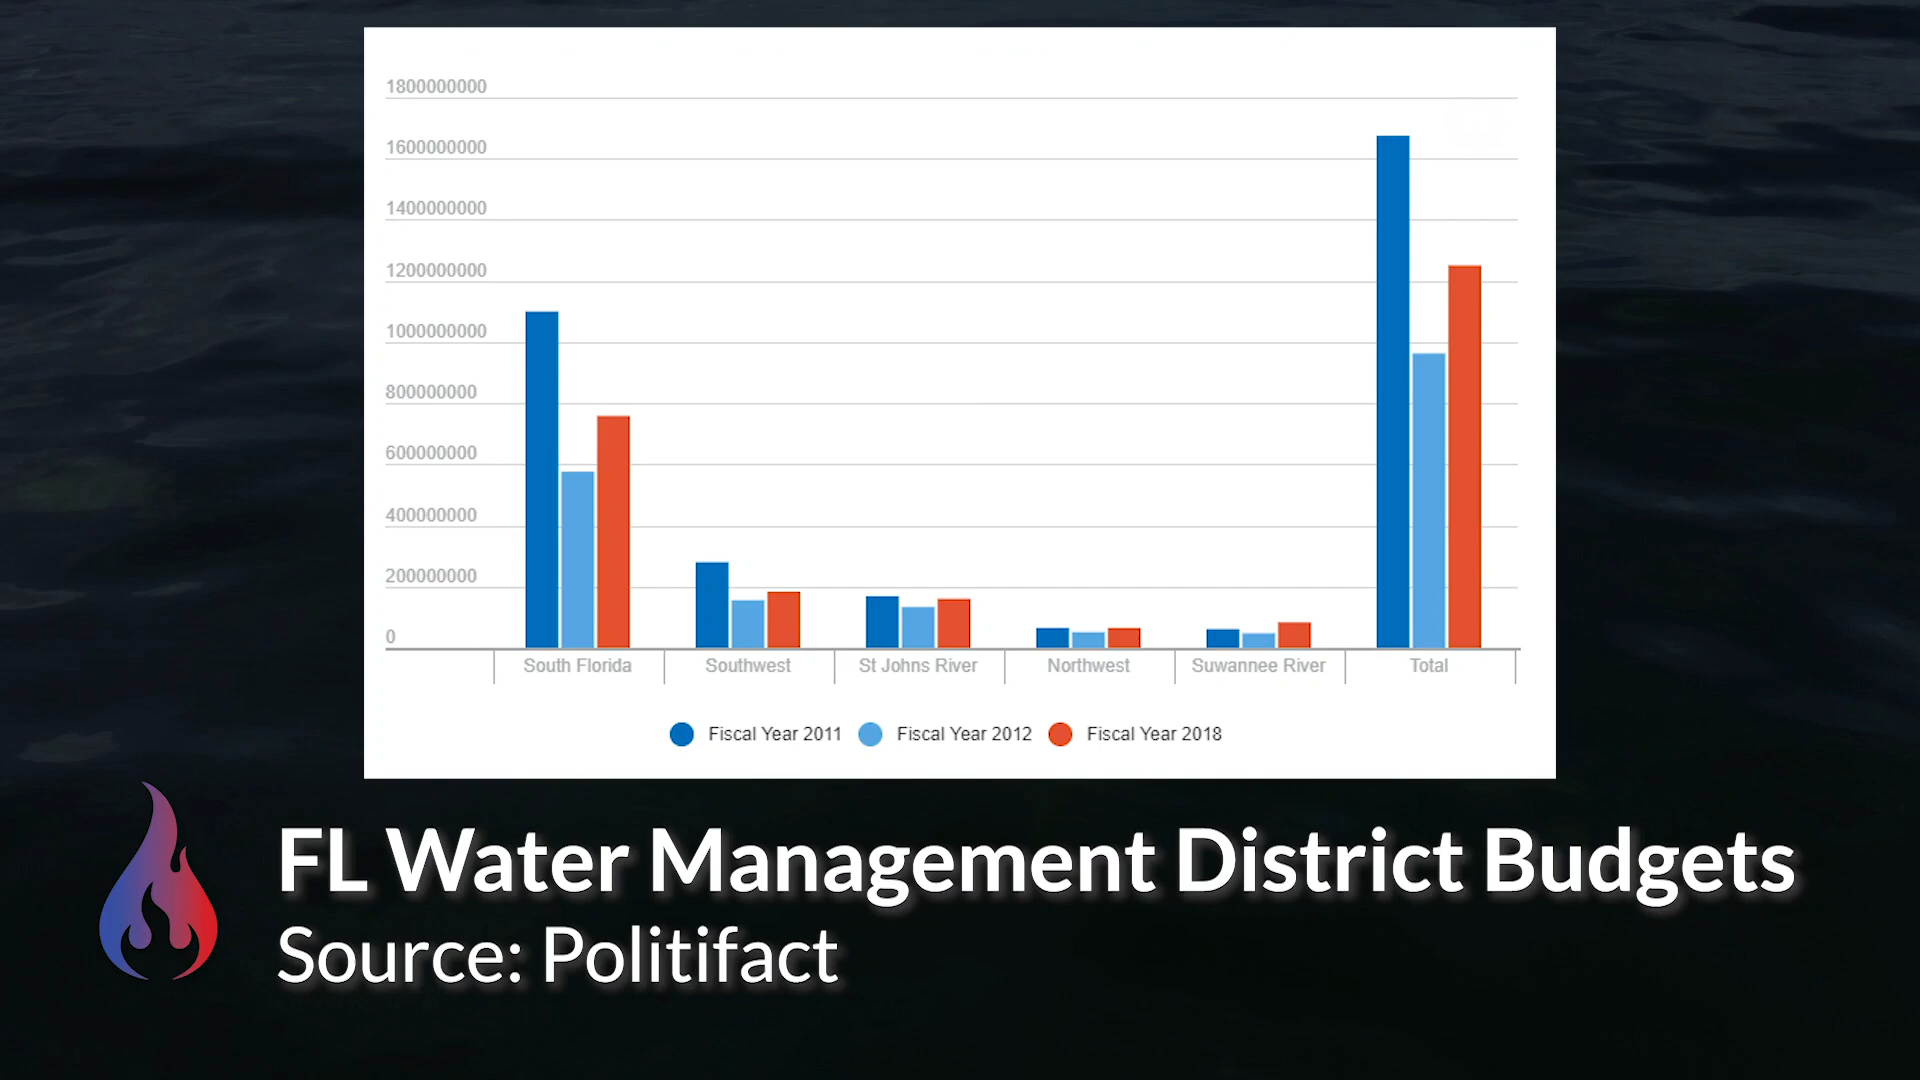 1800000000
1600000000
1400000000
1200000000
1000000000
800000000
600000000
400000000
200000000
0
South Florida Southwest St Johns River Northwest Suwannee River Total
Fiscal Year 2011 Fiscal Year 2012 Fiscal Year 2018
FL Water Management District Budgets
Source: Politifact